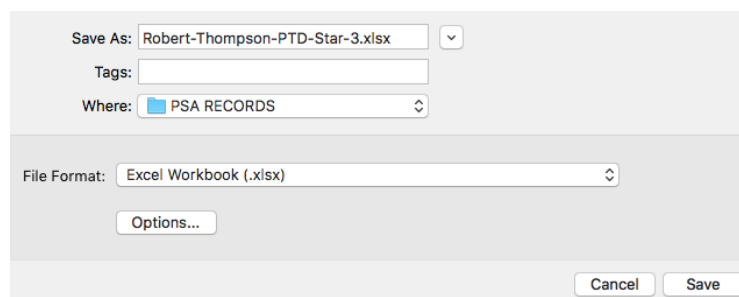 Save As: Robert-Thompson-PTD-Star-3.xlsx
Tags:
Where: PSA RECORDS
File Format: Excel Workbook (.xlsx)
Options...
Cancel Save